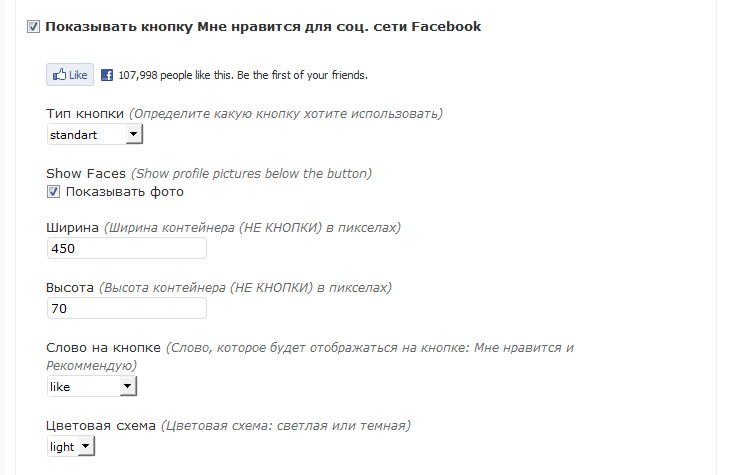 Показывать кнопку Мне нравится для соц. сети Facebook
Like 107,998 people like this. Be the first of your friends.
Тип кнопки (Определите какую кнопку хотите использовать)
standart
Show Faces (Show profile pictures below the button)
Показывать фото
Ширина (Ширина контейнера (НЕ КНОПКИ) в пикселах)
450
Высота (Высота контейнера (НЕ КНОПКИ) в пикселах)
70
Слово на кнопке (Слово, которое будет отображаться на кнопке: Мне нравится и
Рекоммендую)
like
Цветовая схема (Цветовая схема: светлая или темная)
light